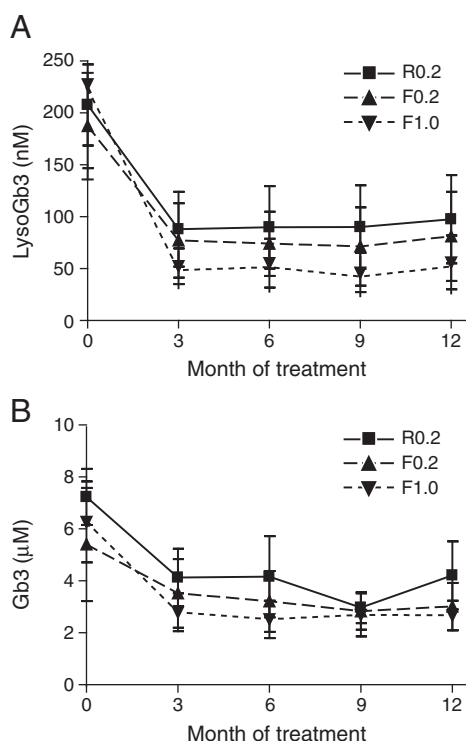 A
250
200
150
100
50
0
LysoGb3 (nM)
R0.2
F0.2
F1.0
0 3 6 9 12
Month of treatment
B
10
8
6
4
2
0
Gb3 (μM)
R0.2
F0.2
F1.0
0 3 6 9 12
Month of treatment